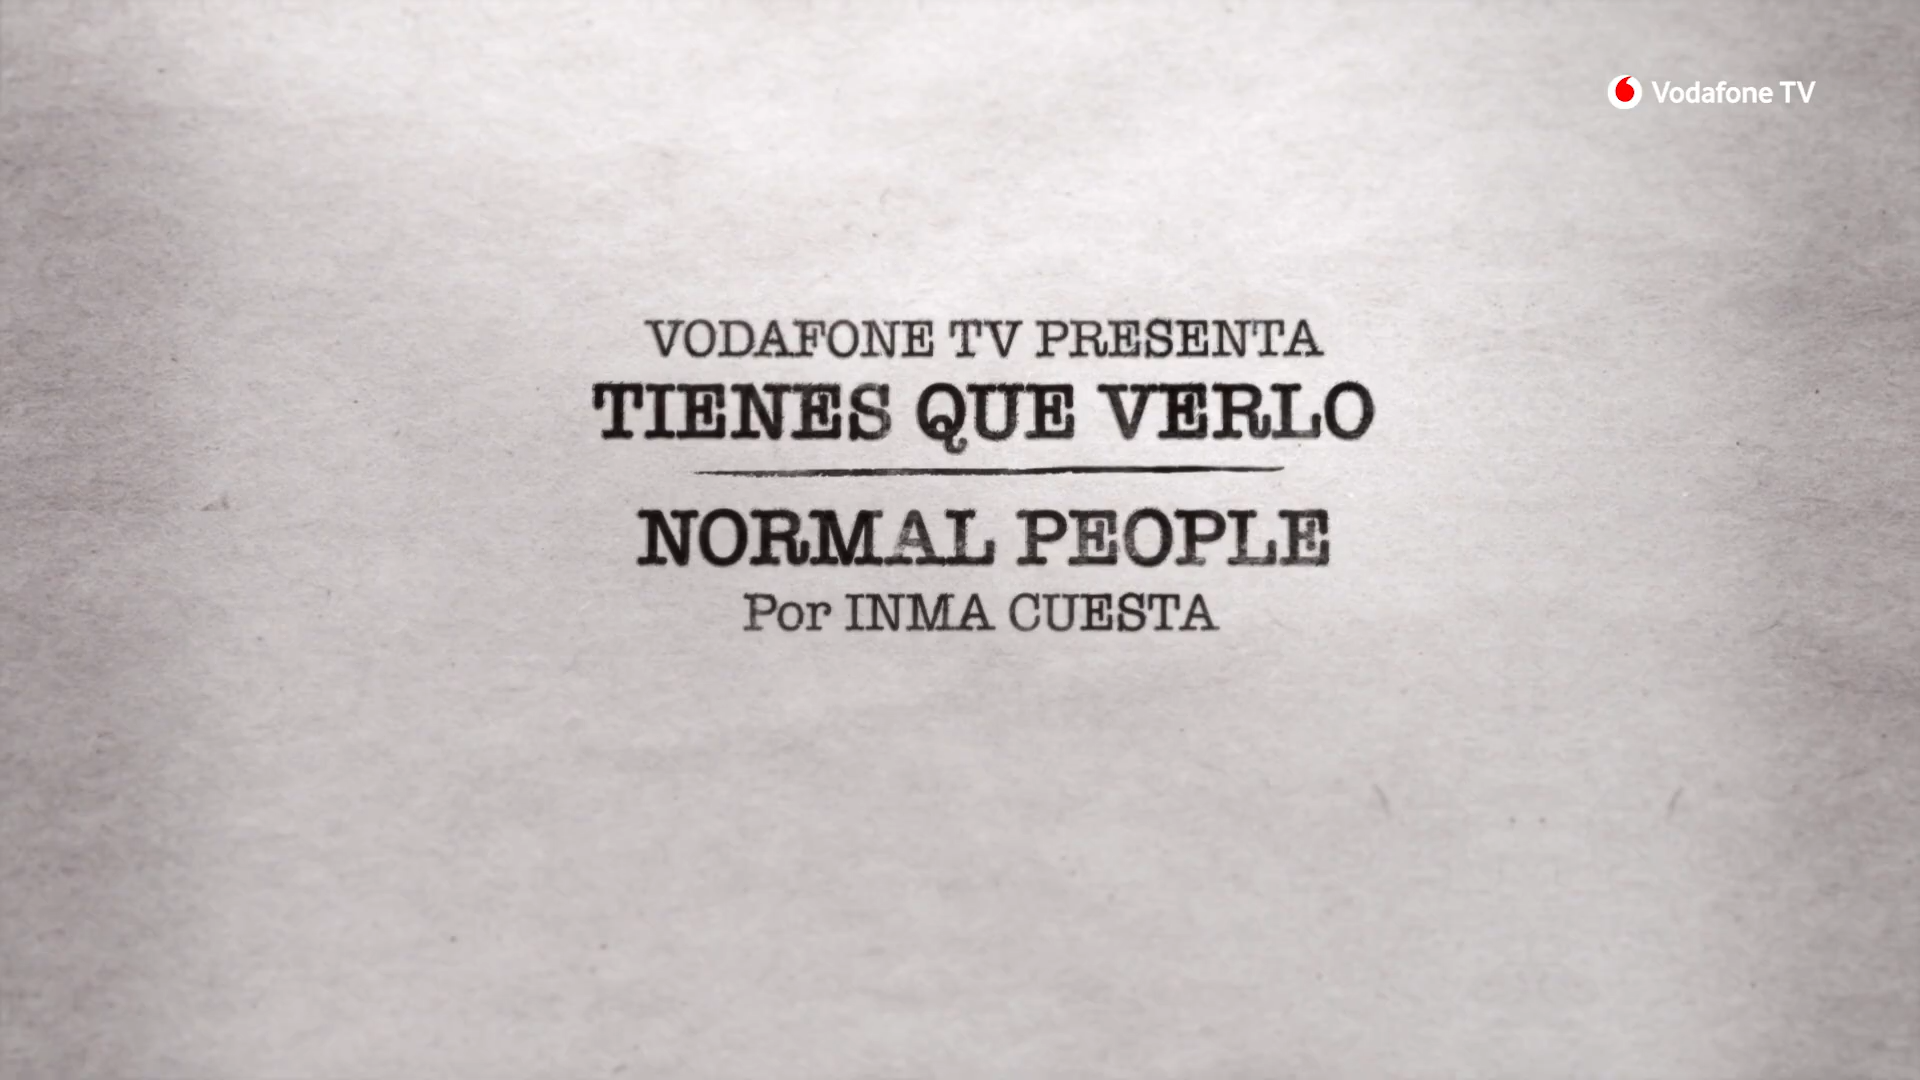 Vodafone TV
VODAFONE TV PRESENTA
TIENES QUE VERLO
NORMAL PEOPLE
Por INMA CUESTA